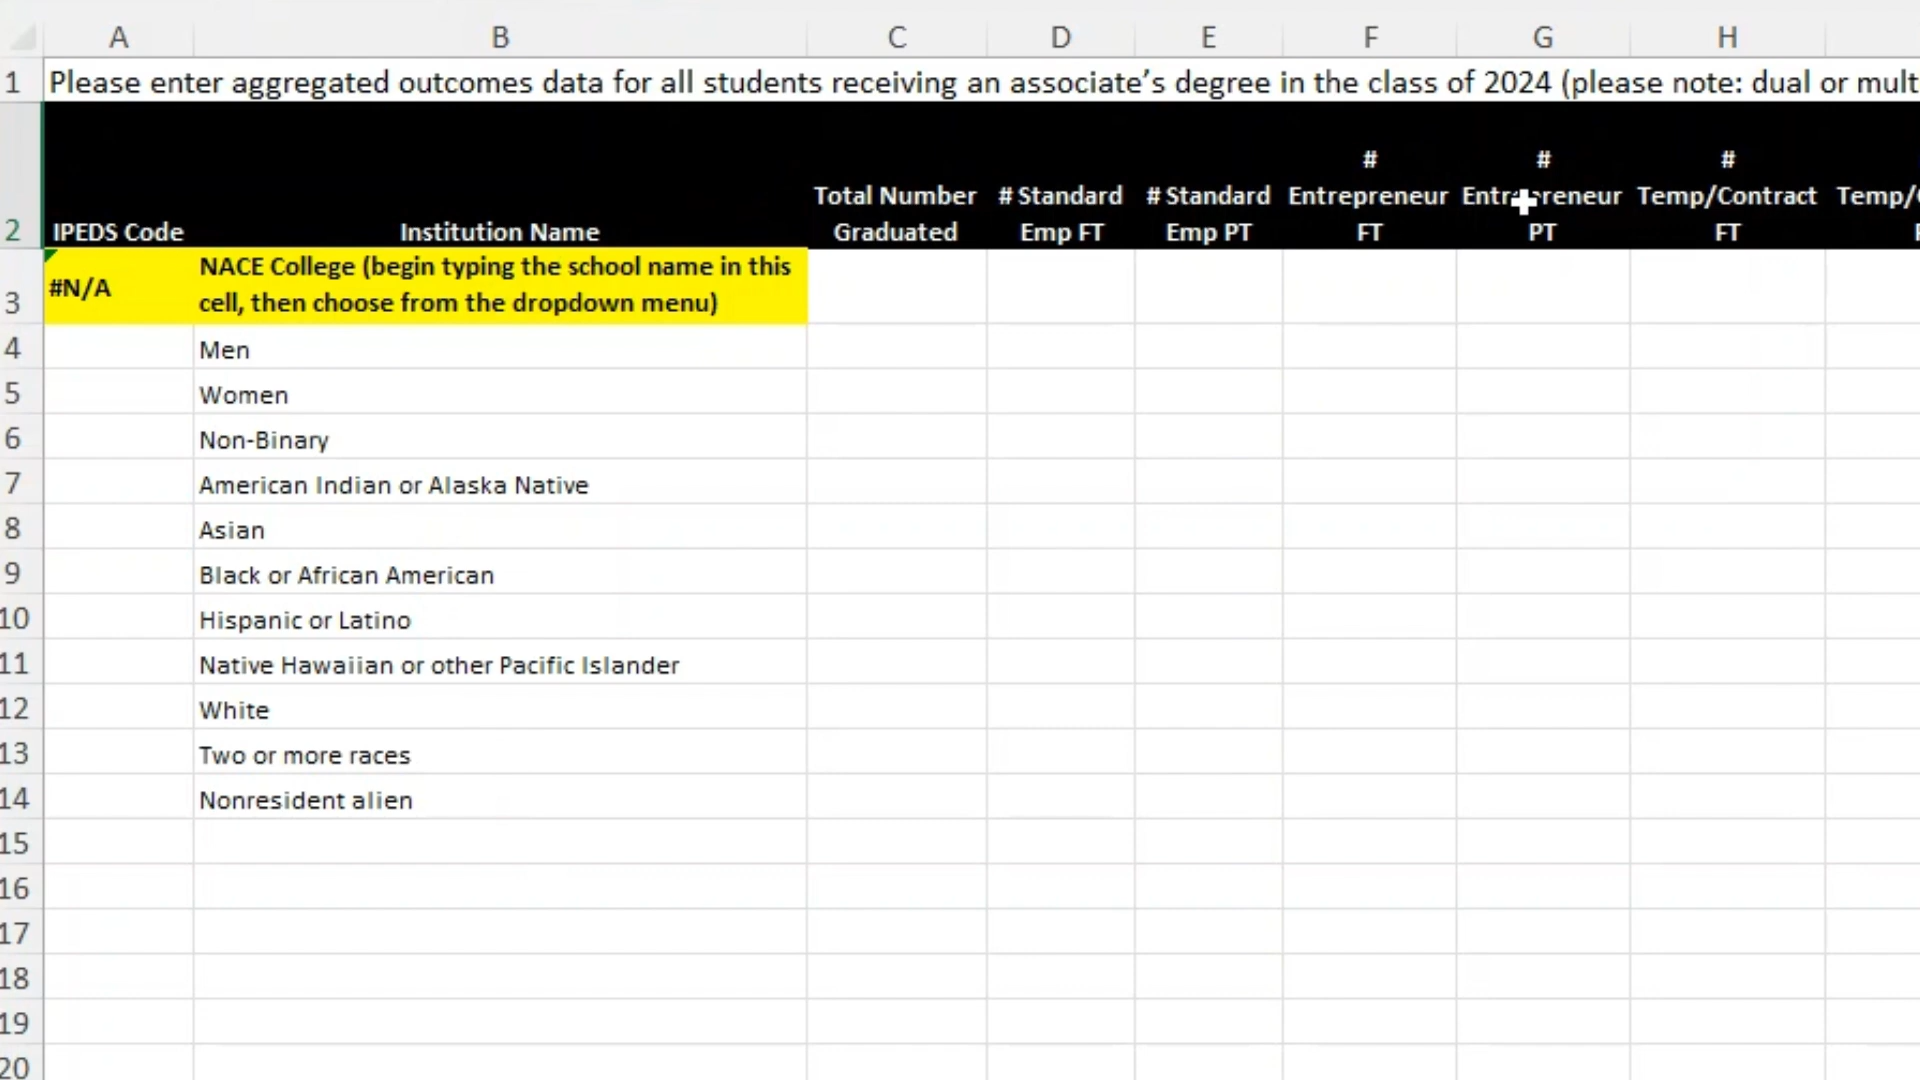 A B C D E F G H
1 Please enter aggregated outcomes data for all students receiving an associate’s degree in the class of 2024 (please note: dual or mult
# # #
Total Number # Standard # Standard Entrepreneur Entrepreneur Temp/Contract Temp/
2 IPEDS Code Institution Name Graduated Emp FT Emp PT FT PT FT
NACE College (begin typing the school name in this
3 #N/A cell, then choose from the dropdown menu)
4 Men
5 Women
6 Non-Binary
7 American Indian or Alaska Native
8 Asian
9 Black or African American
10 Hispanic or Latino
11 Native Hawaiian or other Pacific Islander
12 White
13 Two or more races
14 Nonresident alien
15
16
17
18
19
20